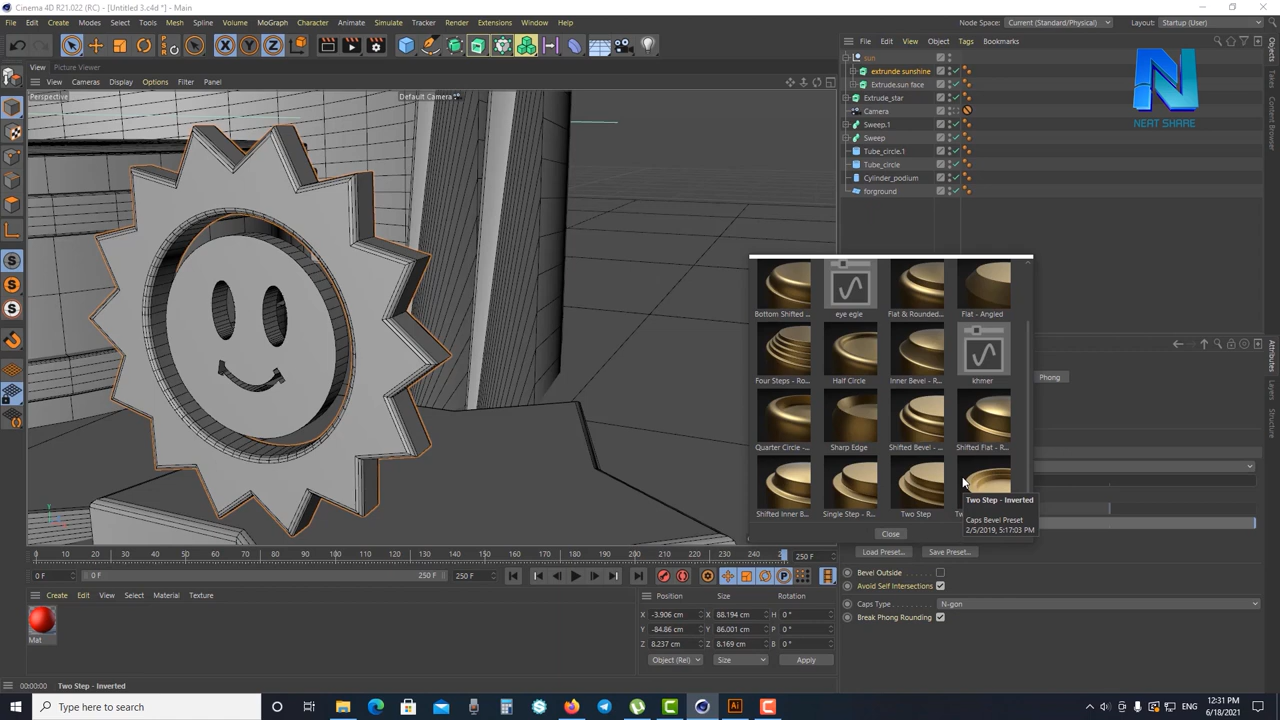 Cinema 4D R21.022 (RC) - [Untitled 3.c4d *] - Main
File Edit Create Modes Select Tools Mesh Spline Volume MoGraph Character Animate Simulate Tracker Render Extensions Window Help
Node Space: Current (Standard/Physical) Layout: Startup (User)
File Edit View Object Tags Bookmarks
View Picture Viewer
View Cameras Display Options Filter Panel
Perspective
Default Camera
sun
extrunde sunshine
Extrude.sun face
Extrude_star
Camera
Sweep.1
Sweep
Tube_circle.1
Tube_circle
Cylinder_podium
forground
NEAT SHARE
Objects
Takes
Content Browser
Attributes
Layers
Structure
Bottom Shifted ... eye egle Flat & Rounded... Flat - Angled
Four Steps - Ro... Half Circle Inner Bevel - R... khmer
Quarter Circle -... Sharp Edge Shifted Bevel - ... Shifted Flat - R...
Shifted Inner B... Single Step - R... Two Step
Two Step - Inverted
Caps Bevel Preset
2/5/2019, 5:17:03 PM
Close
Phong
Load Preset... Save Preset...
Bevel Outside
Avoid Self Intersections
Caps Type N-gon
Break Phong Rounding
0 10 20 30 40 50 60 70 80 90 100 110 120 130 140 150 160 170 180 190 200 210 220 230 240 250 F
0 F 0 F 250 F 250 F
Create Edit View Select Material Texture
Mat
Position Size Rotation
X -3.906 cm X 88.194 cm H 0 °
Y -84.86 cm Y 86.001 cm P 0 °
Z 8.237 cm Z 8.169 cm B 0 °
Object (Rel) Size Apply
00:00:00 Two Step - Inverted
Type here to search
ENG
12:31 PM
6/18/2021